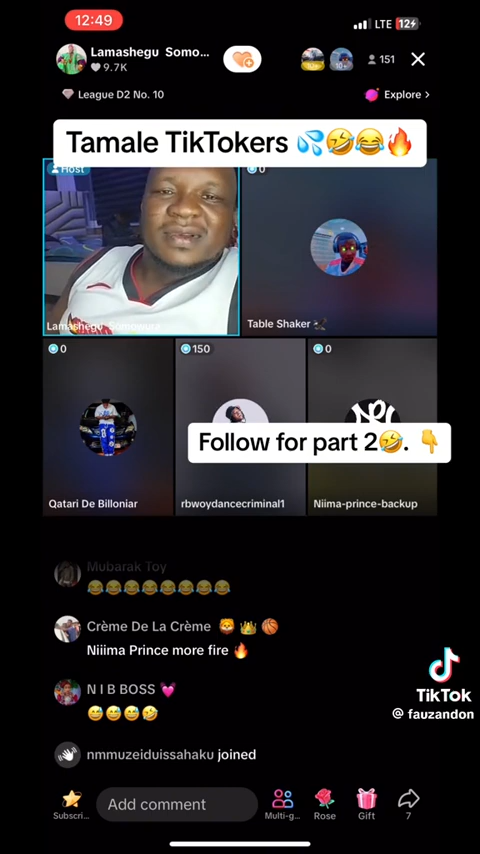 12:49
LTE 12
Lamashegu Somo...
9.7K
151
League D2 No. 10
Explore >
Tamale TikTokers 💦🤣😂🔥
Host
0
Table Shaker
0
150
0
Follow for part 2🤣. 👇
Qatari De Billoniar
rbwoydancecriminal1
Niima-prince-backup
Mubarak Toy
😂😂😂😂😂😂😂😂
Crème De La Crème 🦁 👑 🏀
Niiima Prince more fire 🔥
N I B BOSS 💓
😅😅😅🤣
nmmuzeiduissahaku joined
TikTok
@ fauzandon
Add comment
Subscri...
Multi-g...
Rose
Gift
7